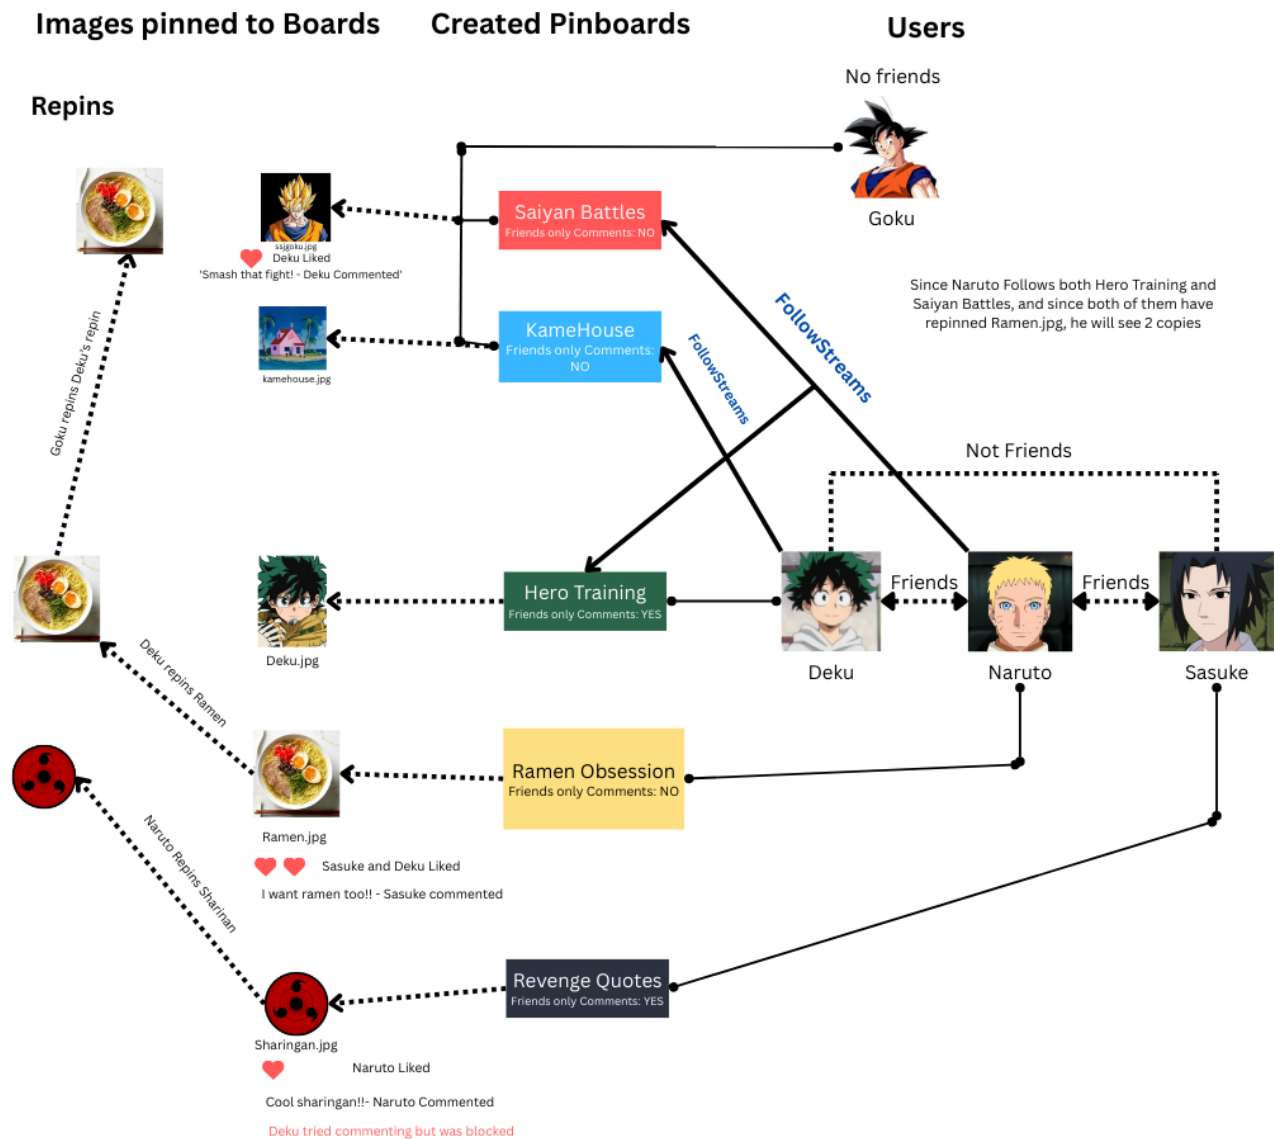 Images pinned to Boards
Created Pinboards
Users
No friends
Repins
Goku
Saiyan Battles
Friends only Comments: NO
ssjgoku.jpg
Deku Liked
'Smash that fight! - Deku Commented'
KameHouse
Friends only Comments:
NO
kamehouse.jpg
FollowStreams
FollowStreams
Since Naruto Follows both Hero Training and
Saiyan Battles, and since both of them have
repinned Ramen.jpg, he will see 2 copies
Goku repins Deku's repin
Not Friends
Friends
Friends
Hero Training
Friends only Comments: YES
Deku.jpg
Deku
Naruto
Sasuke
Deku repins Ramen
Ramen Obsession
Friends only Comments: NO
Ramen.jpg
Sasuke and Deku Liked
I want ramen too!! - Sasuke commented
Naruto Repins Sharinan
Revenge Quotes
Friends only Comments: YES
Sharingan.jpg
Naruto Liked
Cool sharingan!!- Naruto Commented
Deku tried commenting but was blocked